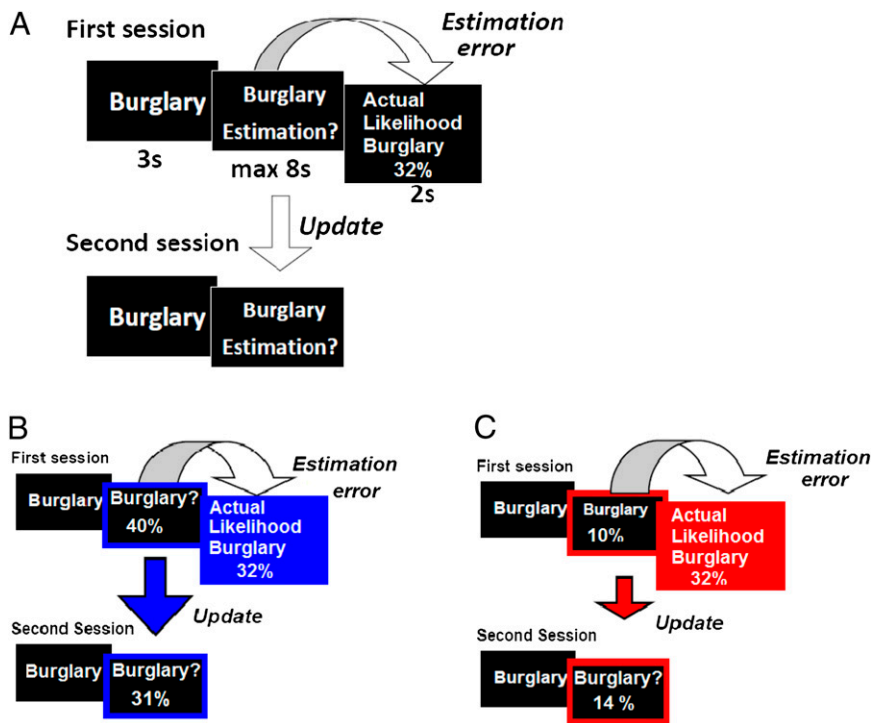 A
First session
Estimation
error
Burglary
Burglary
Estimation?
Actual
Likelihood
Burglary
32%
3s
max 8s
2s
Update
Second session
Burglary
Burglary
Estimation?
B
First session
Estimation
error
Burglary
Burglary?
40%
Actual
Likelihood
Burglary
32%
Update
Second Session
Burglary
Burglary?
31%
C
First session
Estimation
error
Burglary
Burglary
10%
Actual
Likelihood
Burglary
32%
Update
Second Session
Burglary
Burglary?
14 %